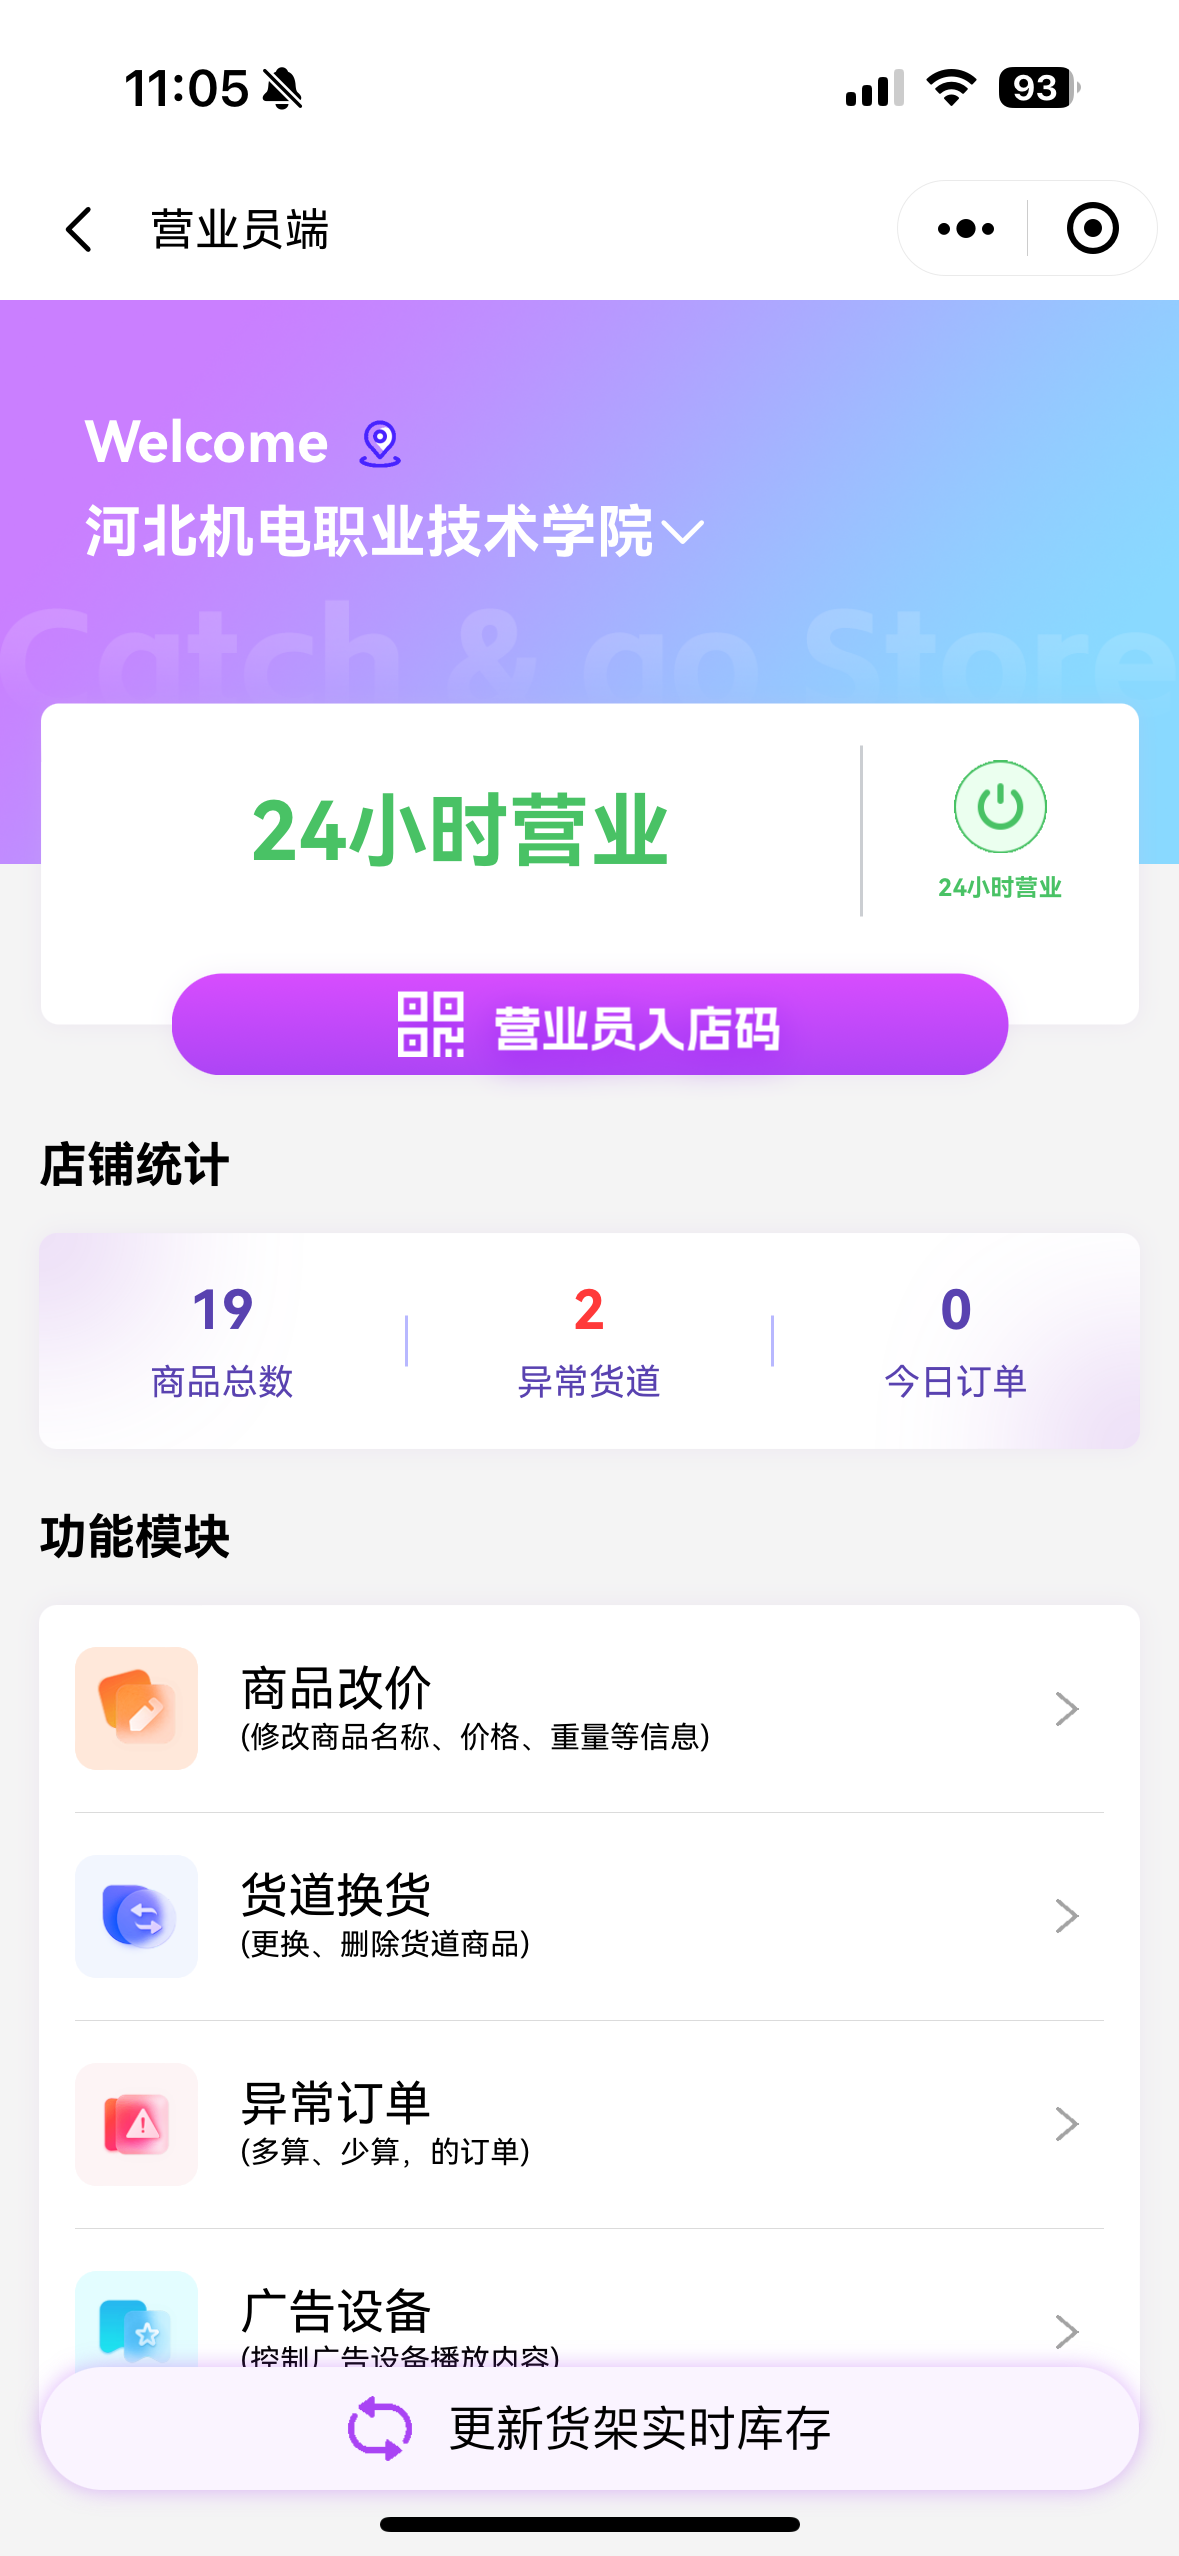 11:05
93
营业员端
Welcome
河北机电职业技术学院
Catch & go Store
24小时营业
24小时营业
营业员入店码
店铺统计
19
商品总数
2
异常货道
0
今日订单
功能模块
商品改价
(修改商品名称、价格、重量等信息)
货道换货
(更换、删除货道商品)
异常订单
(多算、少算，的订单)
广告设备
(控制广告设备播放内容)
更新货架实时库存